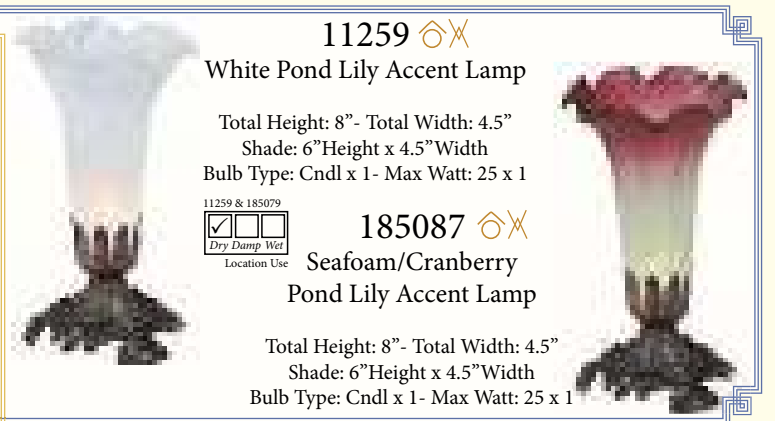 11259
White Pond Lily Accent Lamp
Total Height: 8”- Total Width: 4.5”
Shade: 6”Height x 4.5”Width
Bulb Type: Cndl x 1- Max Watt: 25 x 1
11259 & 185079
Dry Damp Wet
Location Use
185087
Seafoam/Cranberry
Pond Lily Accent Lamp
Total Height: 8”- Total Width: 4.5”
Shade: 6”Height x 4.5”Width
Bulb Type: Cndl x 1- Max Watt: 25 x 1